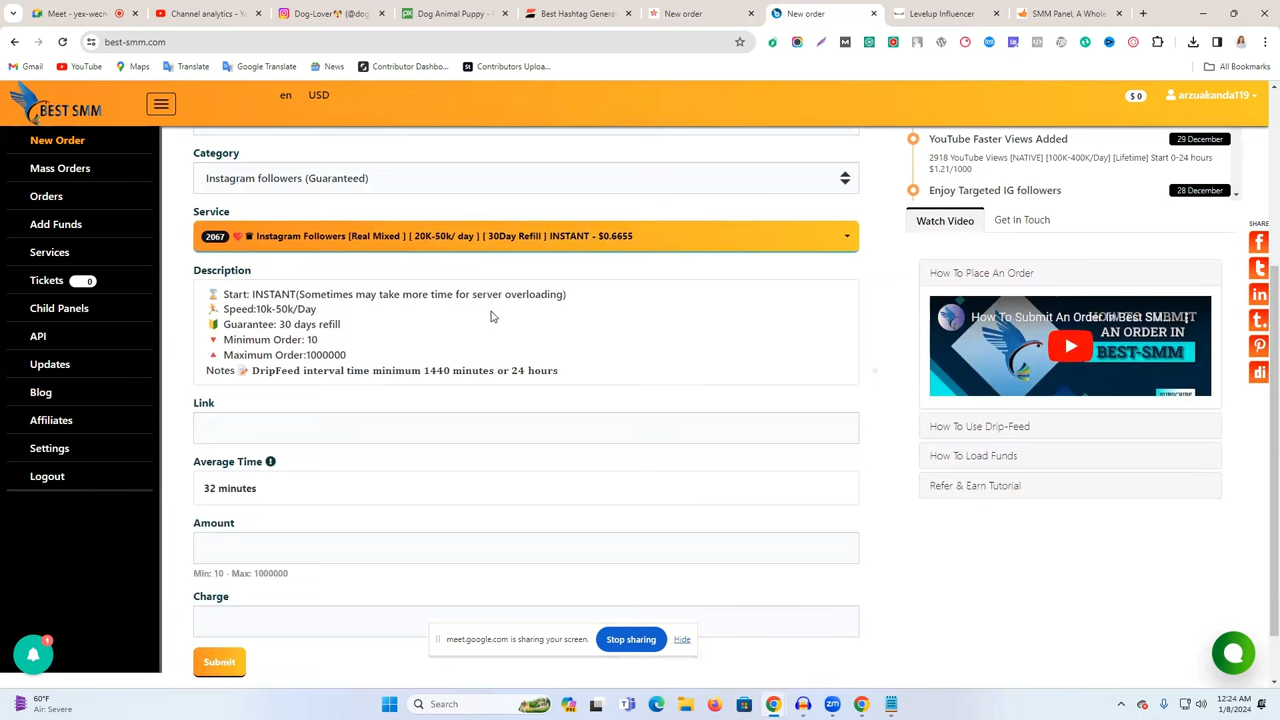 Meet -
Channel analytics - Yo
Instagram
Dog-Lover❤️🐶 (@dog
Dog Animal Puppy -
Best Hashtag Genera
New order
New order
Levelup Influencer
SMM Panel, A Whole
best-smm.com
Gmail
YouTube
Maps
Translate
Google Translate
News
Contributor Dashbo...
Contributors Uploa...
All Bookmarks
BEST SMM
en
USD
$ 0
arzuakanda119
New Order
Mass Orders
Orders
Add Funds
Services
Tickets 0
Child Panels
API
Updates
Blog
Affiliates
Settings
Logout
1
Category
Instagram followers (Guaranteed)
Service
2067 Instagram Followers [Real Mixed ] [ 20K-50k/ day ] [ 30Day Refill ] INSTANT - $0.6655
Description
⏳ Start: INSTANT(Sometimes may take more time for server overloading)
🏃 Speed:10k-50k/Day
🔰 Guarantee: 30 days refill
🔻 Minimum Order: 10
🔺 Maximum Order:1000000
Notes 📝 DripFeed interval time minimum 1440 minutes or 24 hours
Link
Average Time
32 minutes
Amount
Min: 10 - Max: 1000000
Charge
Submit
meet.google.com is sharing your screen.
Stop sharing
Hide
YouTube Faster Views Added
29 December
2918 YouTube Views [NATIVE] [100K-400K/Day] [Lifetime] Start 0-24 hours
$1.21/1000
Enjoy Targeted IG followers
28 December
Watch Video
Get In Touch
How To Place An Order
How To Submit An Order In Best SM...
AN ORDER IN
BEST-SMM
SUBSCRIBE
How To Use Drip-Feed
How To Load Funds
Refer & Earn Tutorial
SHARE
60°F
Air: Severe
Search
12:24 AM
1/8/2024